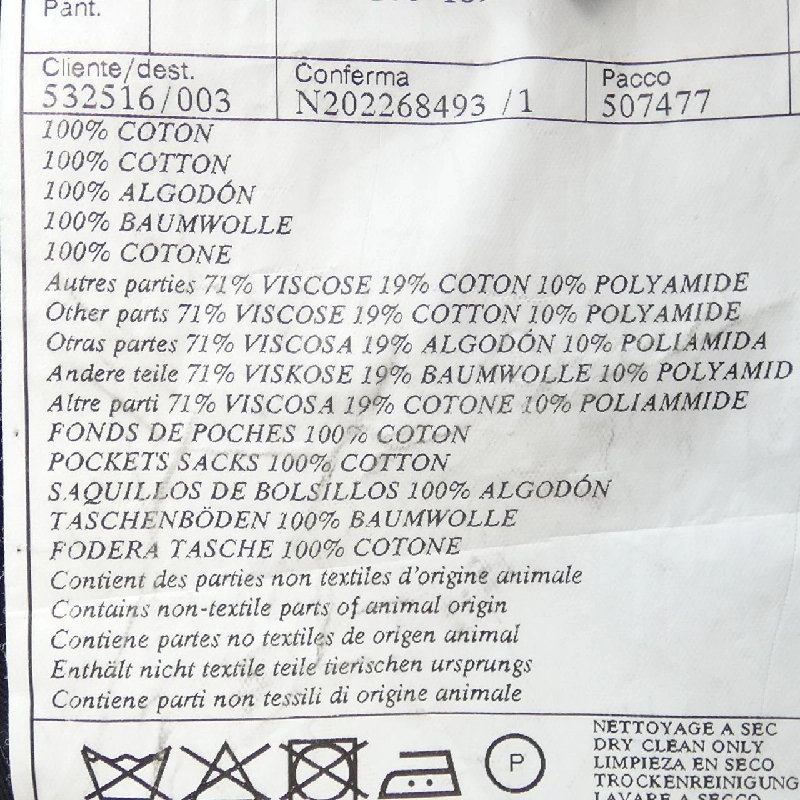 Pant.
Cliente/dest.
532516/003
Conferma
N202268493 /1
Pacco
507477
100% COTON
100% COTTON
100% ALGODÓN
100% BAUMWOLLE
100% COTONE
Autres parties 71% VISCOSE 19% COTON 10% POLYAMIDE
Other parts 71% VISCOSE 19% COTTON 10% POLYAMIDE
Otras partes 71% VISCOSA 19% ALGODÓN 10% POLIAMIDA
Andere teile 71% VISKOSE 19% BAUMWOLLE 10% POLYAMID
Altre parti 71% VISCOSA 19% COTONE 10% POLIAMMIDE
FONDS DE POCHES 100% COTON
POCKETS SACKS 100% COTTON
SAQUILLOS DE BOLSILLOS 100% ALGODÓN
TASCHENBÖDEN 100% BAUMWOLLE
FODERA TASCHE 100% COTONE
Contient des parties non textiles d'origine animale
Contains non-textile parts of animal origin
Contiene partes no textiles de origen animal
Enthält nicht textile teile tierischen ursprungs
Contiene parti non tessili di origine animale
P
NETTOYAGE A SEC
DRY CLEAN ONLY
LIMPIEZA EN SECO
TROCKENREINIGUNG
LAVARE A SECCO